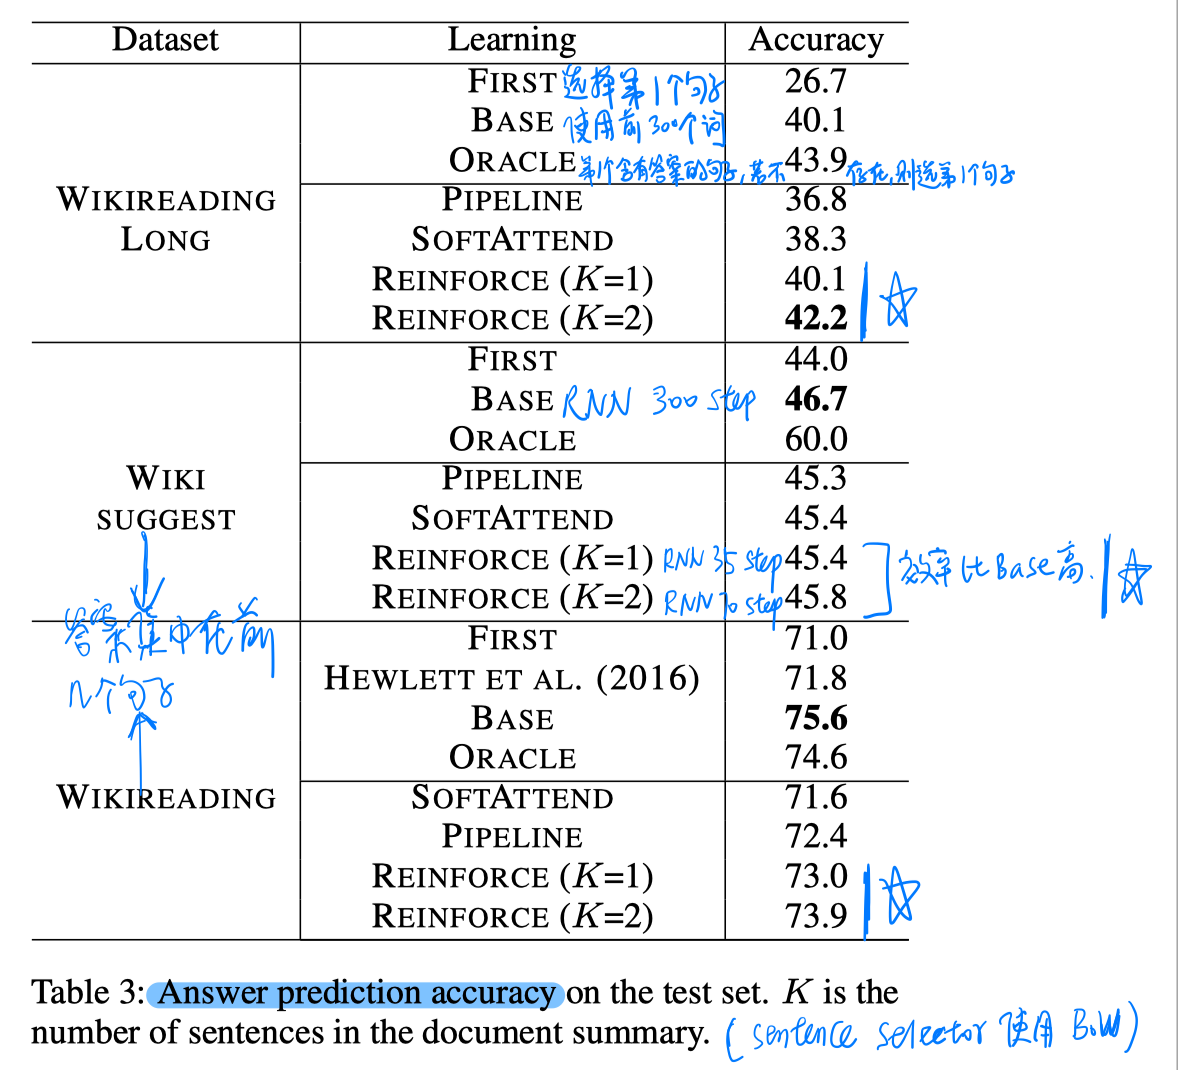 Dataset Learning Accuracy
FIRST 选择第1个句子 26.7
BASE 使用前300个词 40.1
ORACLE 第1个含有答案的句子,若不 43.9 存在,则选第1个句子
WIKIREADING PIPELINE 36.8
LONG SOFTATTEND 38.3
REINFORCE (K=1) 40.1
REINFORCE (K=2) 42.2
FIRST 44.0
BASE RNN 300 step 46.7
ORACLE 60.0
WIKI PIPELINE 45.3
SUGGEST SOFTATTEND 45.4
REINFORCE (K=1) RNN 35 step 45.4 效率比Base高.
REINFORCE (K=2) RNN 70 step 45.8
答案集中在前
几个句子
FIRST 71.0
HEWLETT ET AL. (2016) 71.8
BASE 75.6
ORACLE 74.6
WIKIREADING SOFTATTEND 71.6
PIPELINE 72.4
REINFORCE (K=1) 73.0
REINFORCE (K=2) 73.9
Table 3: Answer prediction accuracy on the test set. K is the
number of sentences in the document summary. (sentence selector 使用 BoW)